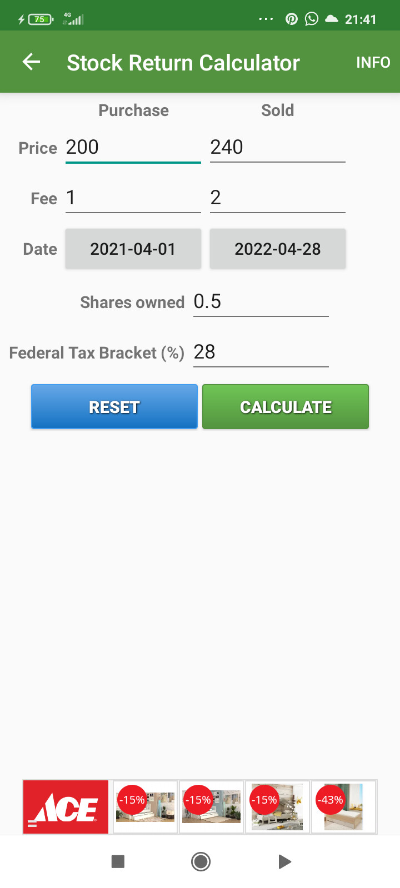 75 4G ... 21:41
Stock Return Calculator INFO
Purchase Sold
Price 200 240
Fee 1 2
Date 2021-04-01 2022-04-28
Shares owned 0.5
Federal Tax Bracket (%) 28
RESET CALCULATE
ACE -15% -15% -15% -43%